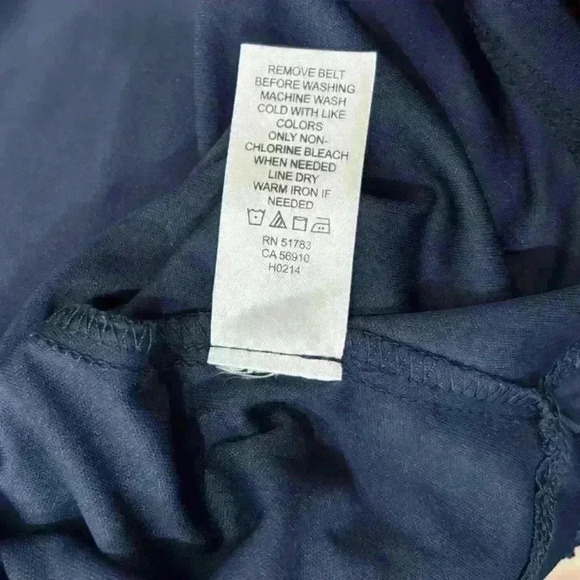 REMOVE BELT
BEFORE WASHING
MACHINE WASH
COLD WITH LIKE
COLORS
ONLY NON-
CHLORINE BLEACH
WHEN NEEDED
LINE DRY
WARM IRON IF
NEEDED
RN 51783
CA 56910
H0214